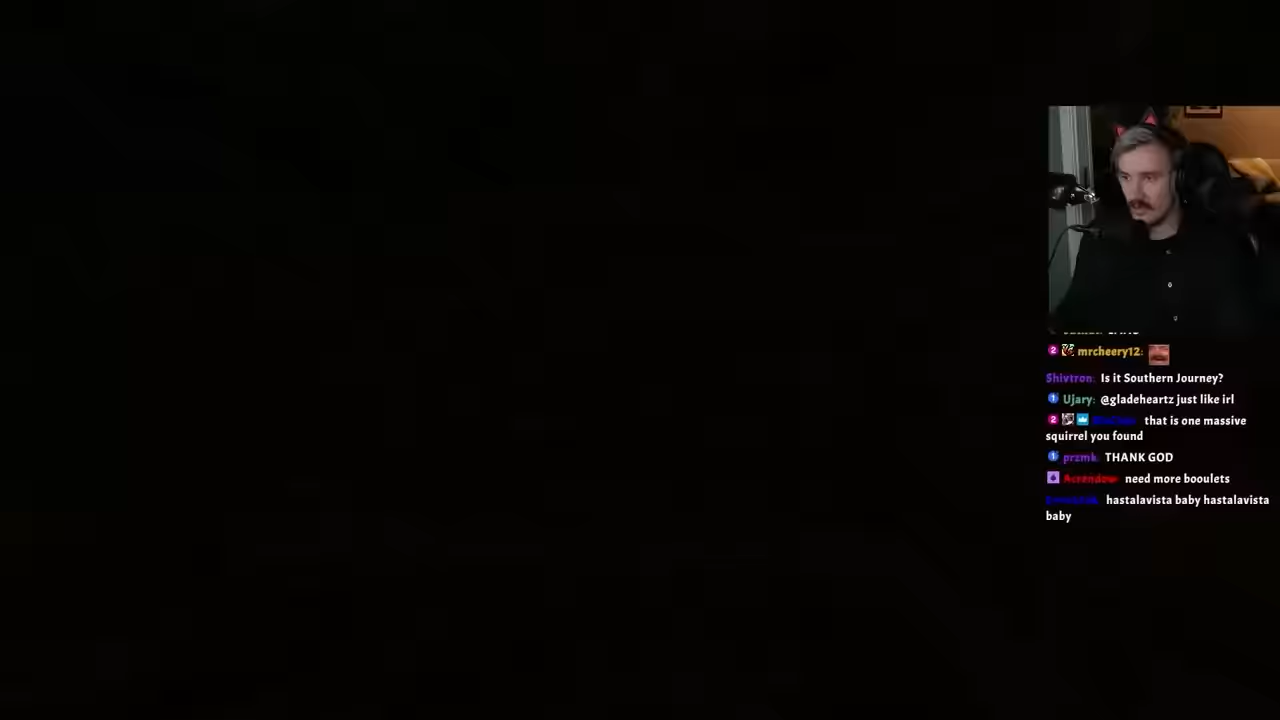 mrcheery12:
Shivtron: Is it Southern Journey?
Ujary: @gladeheartz just like irl
that is one massive
squirrel you found
przmk: THANK GOD
Acrendow: need more booulets
hastalavista baby hastalavista
baby